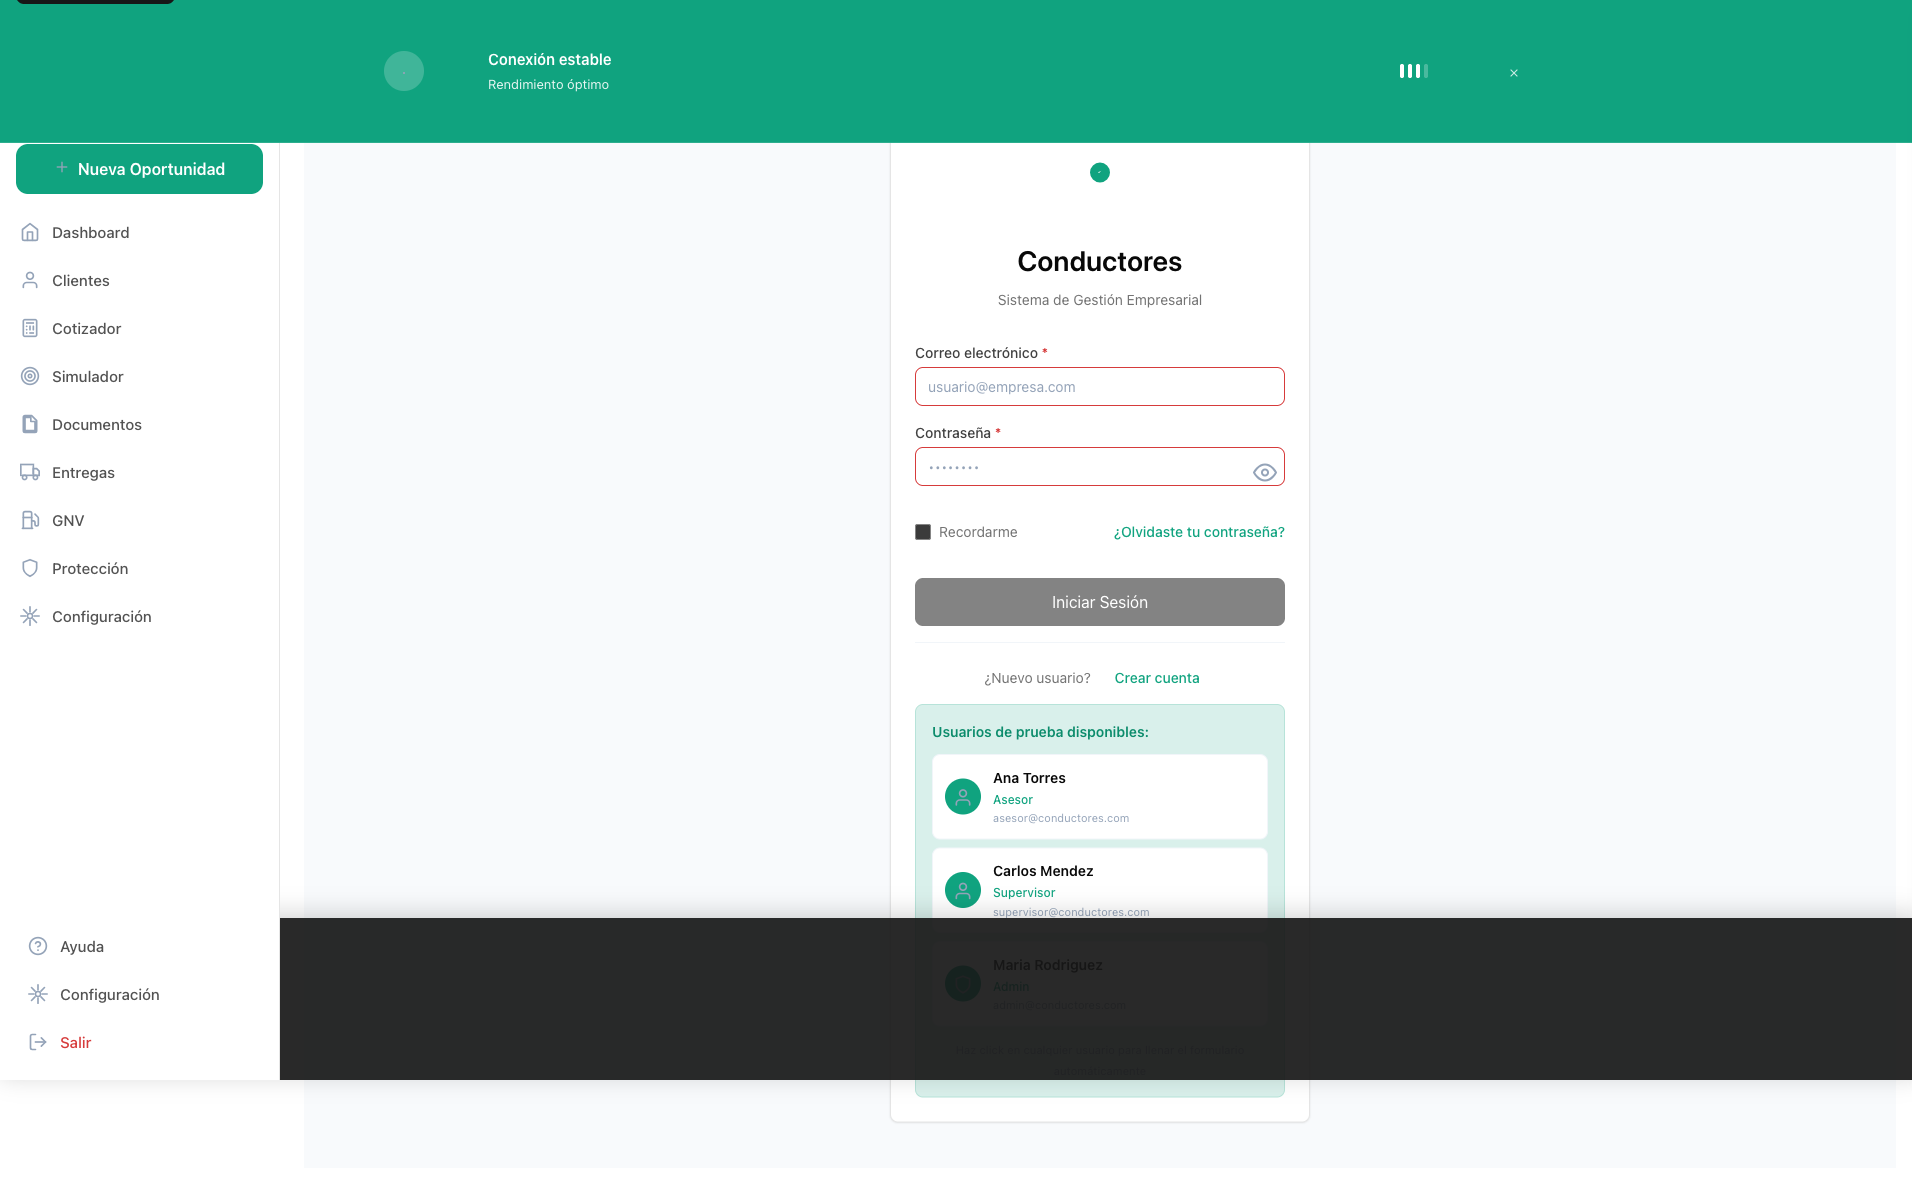 Conexión estable
Rendimiento óptimo
×
+ Nueva Oportunidad
Dashboard
Clientes
Cotizador
Simulador
Documentos
Entregas
GNV
Protección
Configuración
Ayuda
Configuración
Salir
Conductores
Sistema de Gestión Empresarial
Correo electrónico *
usuario@empresa.com
Contraseña *
••••••••
Recordarme
¿Olvidaste tu contraseña?
Iniciar Sesión
¿Nuevo usuario? Crear cuenta
Usuarios de prueba disponibles:
Ana Torres
Asesor
asesor@conductores.com
Carlos Mendez
Supervisor
supervisor@conductores.com
Maria Rodriguez
Admin